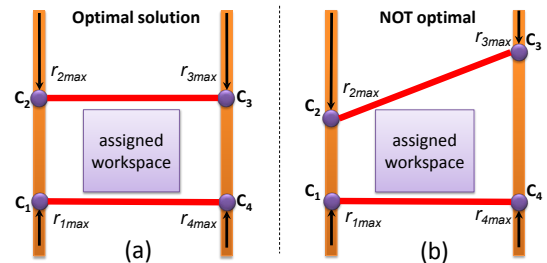 Optimal solution
r2max
r3max
C2
C3
assigned
workspace
C1
C4
r1max
r4max
(a)
NOT optimal
r3max
C3
r2max
C2
assigned
workspace
C1
C4
r1max
r4max
(b)